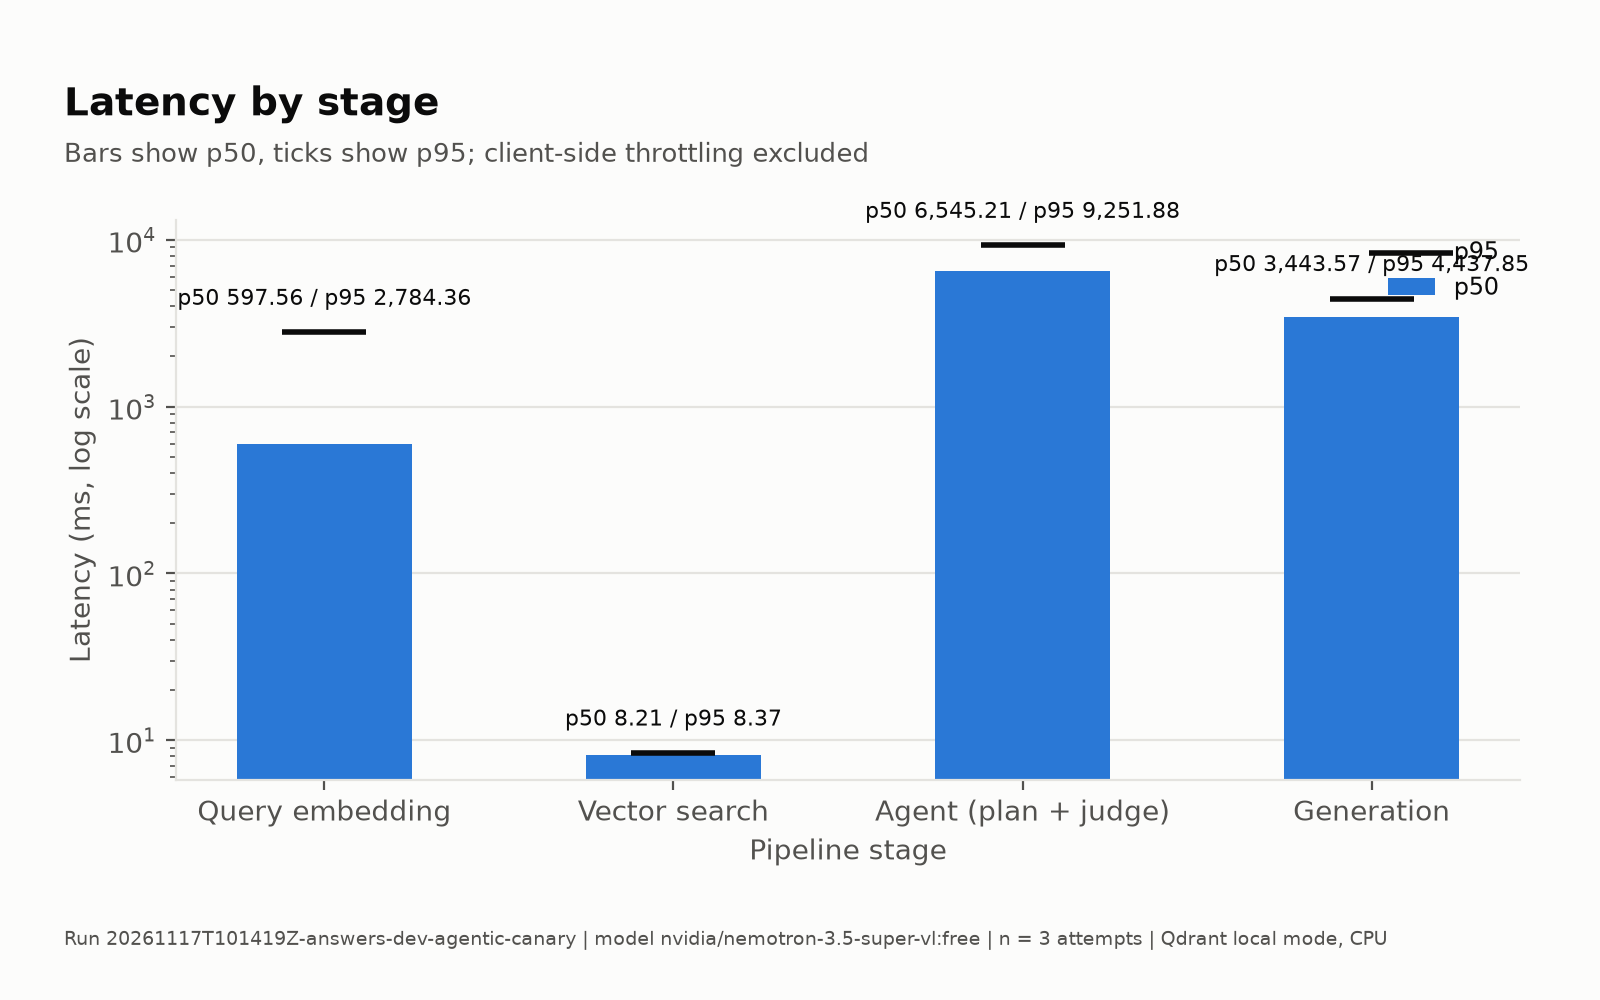 Latency by stage
Bars show p50, ticks show p95; client-side throttling excluded
p50 6,545.21 / p95 9,251.88
p95
p50 3,443.57 / p95 4,437.85
p50
p50 597.56 / p95 2,784.36
p50 8.21 / p95 8.37
10⁴
10³
10²
10¹
Latency (ms, log scale)
Query embedding
Vector search
Agent (plan + judge)
Generation
Pipeline stage
Run 20261117T101419Z-answers-dev-agentic-canary | model nvidia/nemotron-3.5-super-vl:free | n = 3 attempts | Qdrant local mode, CPU